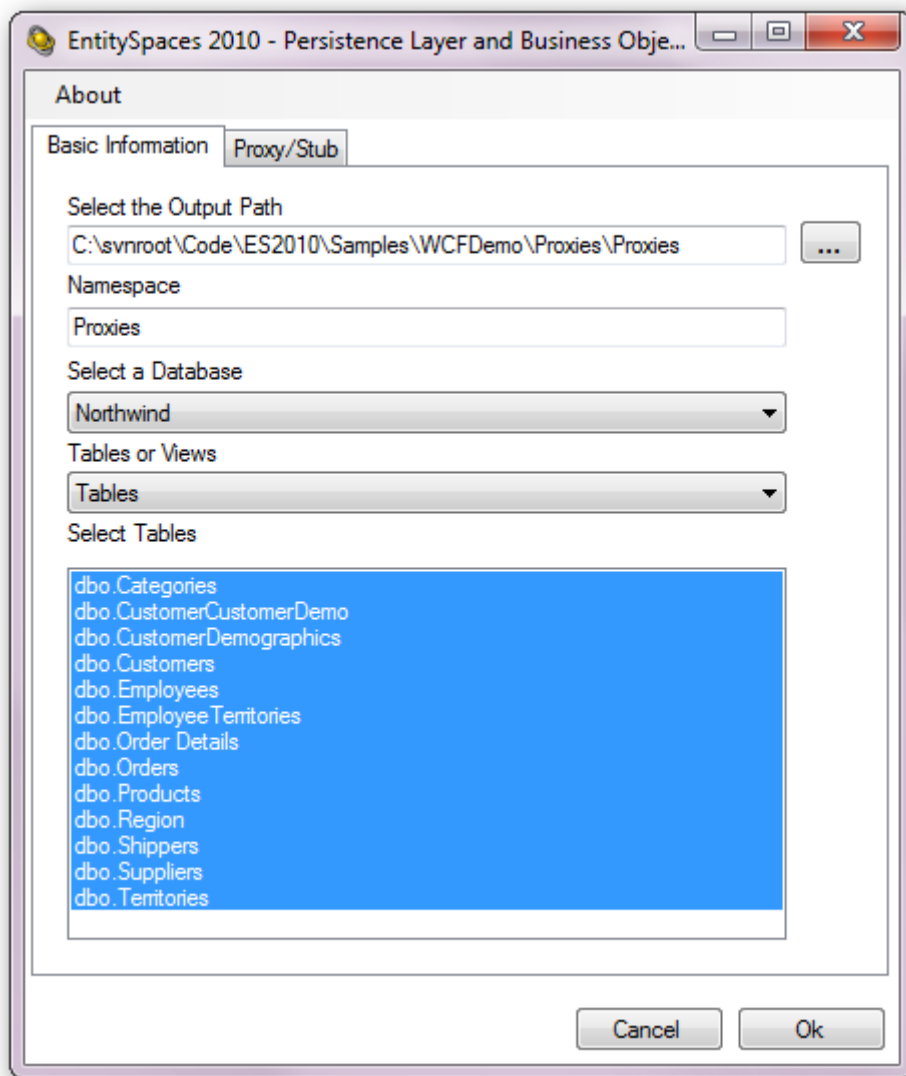 EntitySpaces 2010 - Persistence Layer and Business Obje...
About
Basic Information
Proxy/Stub
Select the Output Path
C:\svnroot\Code\ES2010\Samples\WCFDemo\Proxies\Proxies
...
Namespace
Proxies
Select a Database
Northwind
Tables or Views
Tables
Select Tables
dbo.Categories
dbo.CustomerCustomerDemo
dbo.CustomerDemographics
dbo.Customers
dbo.Employees
dbo.EmployeeTerritories
dbo.Order Details
dbo.Orders
dbo.Products
dbo.Region
dbo.Shippers
dbo.Suppliers
dbo.Territories
Cancel
Ok